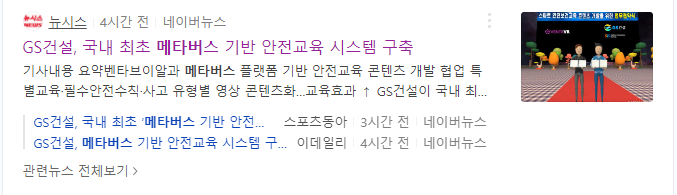 뉴시스 4시간 전 네이버뉴스
GS건설, 국내 최초 메타버스 기반 안전교육 시스템 구축
기사내용 요약벤타브이알과 메타버스 플랫폼 기반 안전교육 콘텐츠 개발 협업 특
별교육·필수안전수칙·사고 유형별 영상 콘텐츠화...교육효과 ↑ GS건설이 국내 최...
GS건설, 국내 최초 ‘메타버스 기반 안전... 스포츠동아 3시간 전 네이버뉴스
GS건설, 메타버스 기반 안전교육 시스템 구... 이데일리 4시간 전 네이버뉴스
관련뉴스 전체보기 >